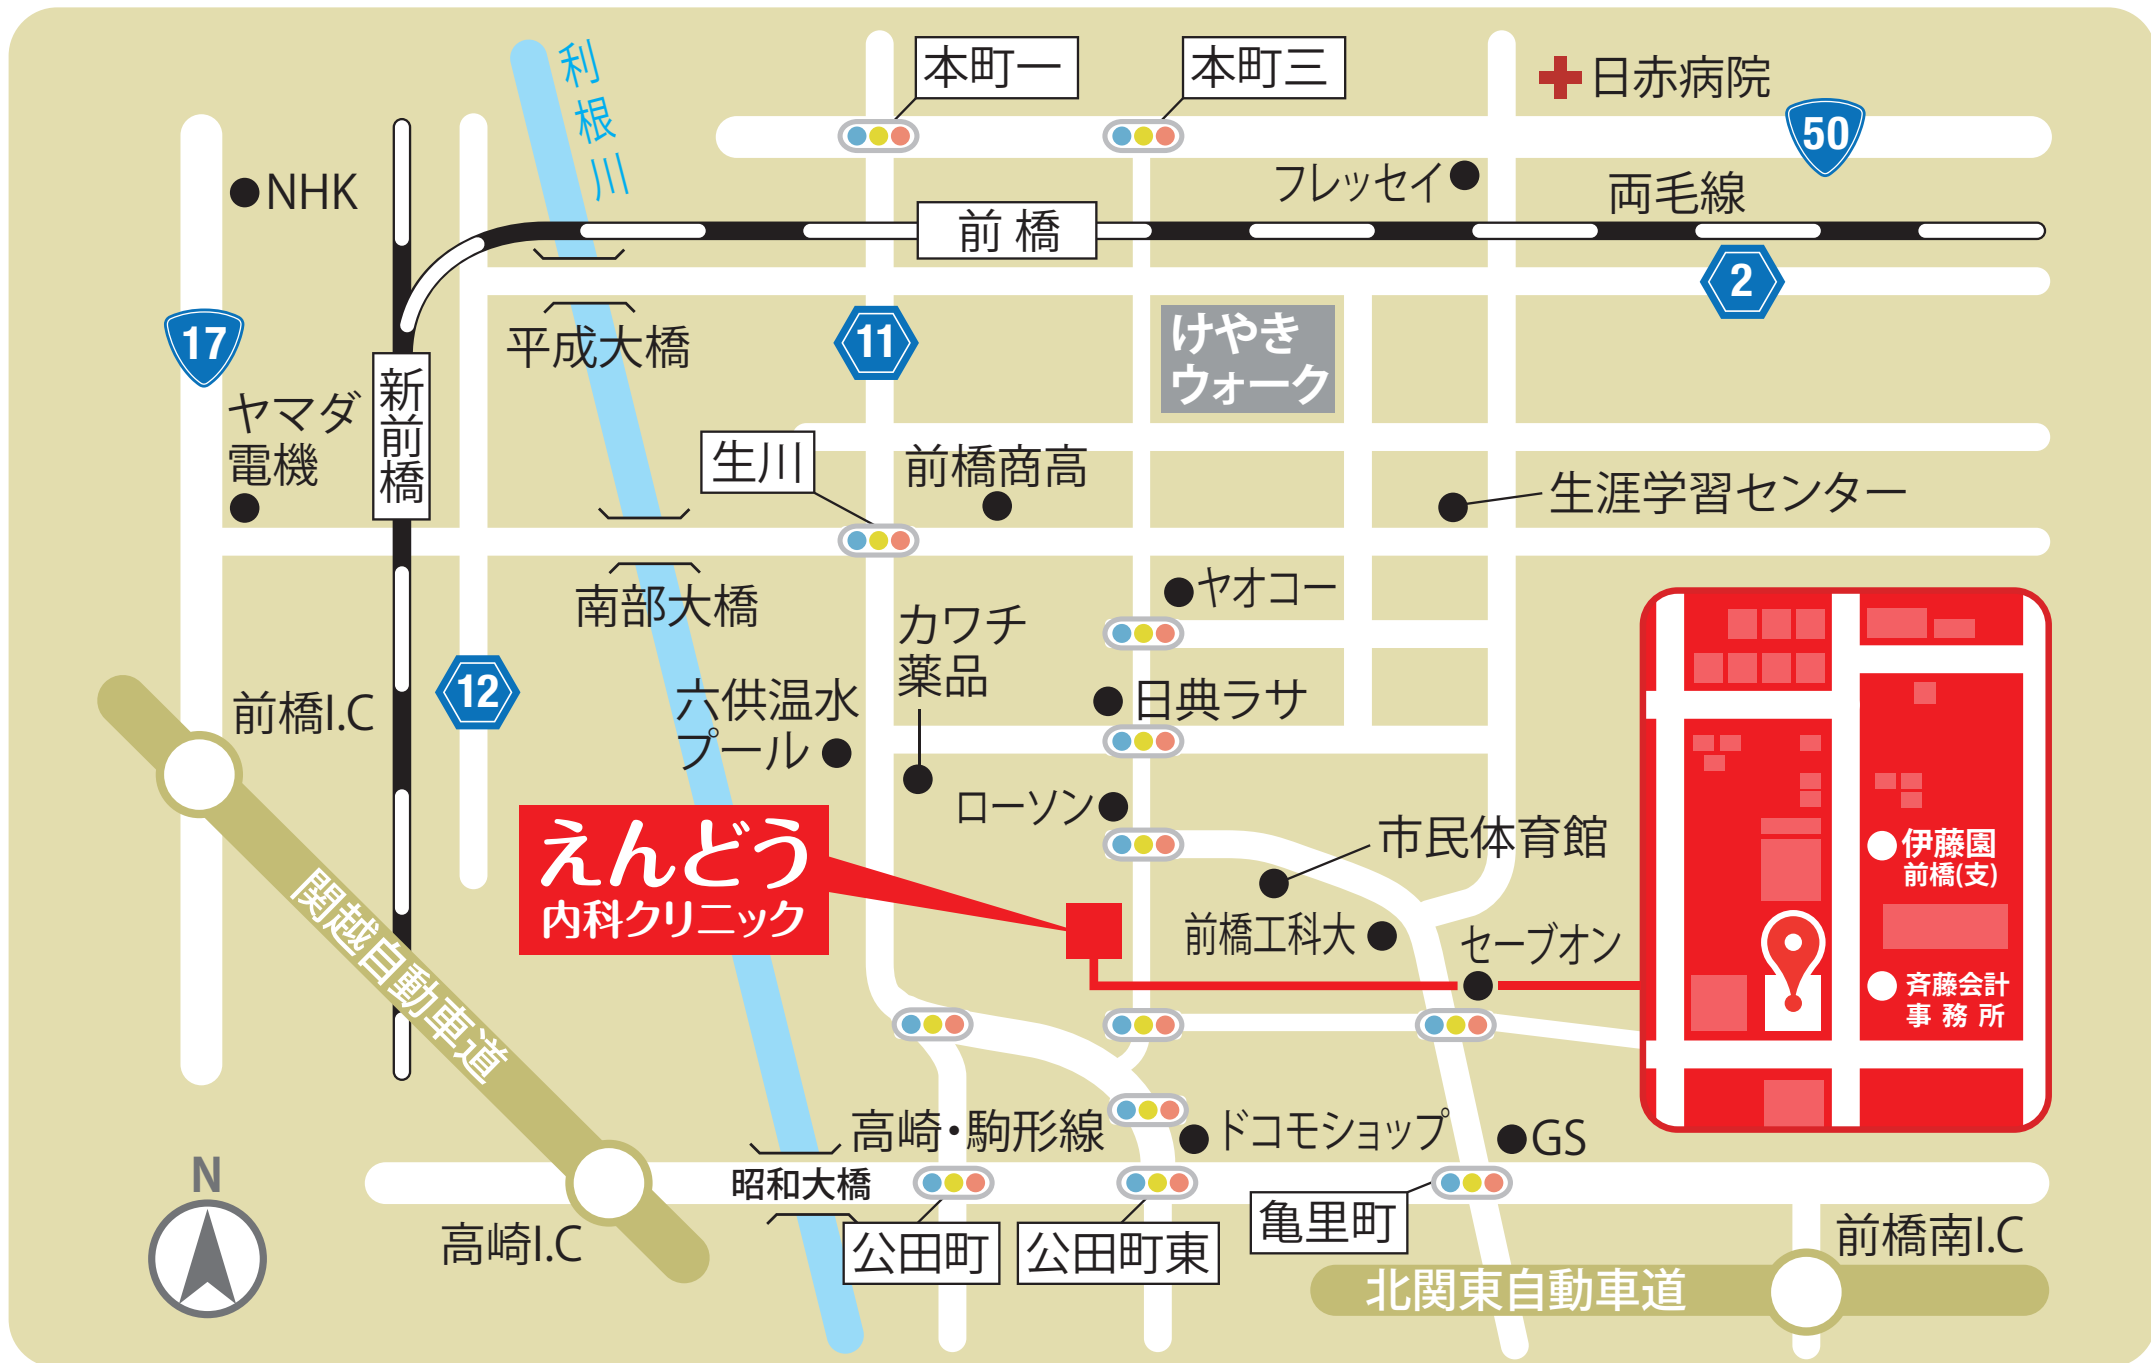 利根川
本町一
本町三
日赤病院
50
NHK
フレッセイ
両毛線
前橋
2
17
平成大橋
11
けやき
ウォーク
ヤマダ
電機
新前橋
生川
前橋商高
生涯学習センター
南部大橋
ヤオコー
カワチ
薬品
12
前橋I.C
六供温水
プール
日典ラサ
ローソン
市民体育館
えんどう
内科クリニック
前橋工科大
セーブオン
伊藤園
前橋(支)
斉藤会計
事務所
関越自動車道
高崎・駒形線
ドコモショップ
GS
N
昭和大橋
高崎I.C
公田町
公田町東
亀里町
前橋南I.C
北関東自動車道